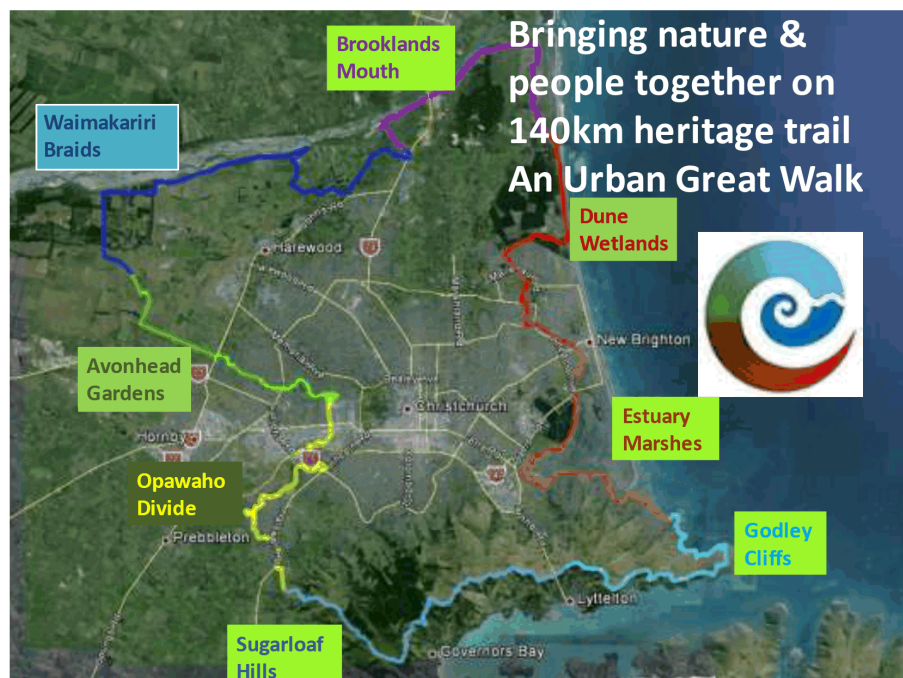 Bringing nature &
people together on
140km heritage trail
An Urban Great Walk
Brooklands
Mouth
Waimakariri
Braids
Dune
Wetlands
Harewood
New Brighton
Avonhead
Gardens
Christchurch
Estuary
Marshes
Hornby
Opawaho
Divide
Prebbleton
Godley
Cliffs
Lyttelton
Sugarloaf
Hills
Governors Bay